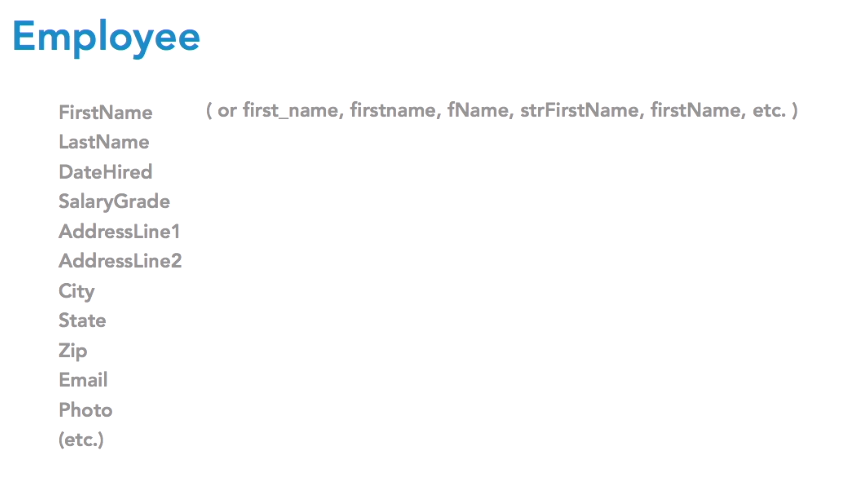 Employee
FirstName ( or first_name, firstname, fName, strFirstName, firstName, etc. )
LastName
DateHired
SalaryGrade
AddressLine1
AddressLine2
City
State
Zip
Email
Photo
(etc.)